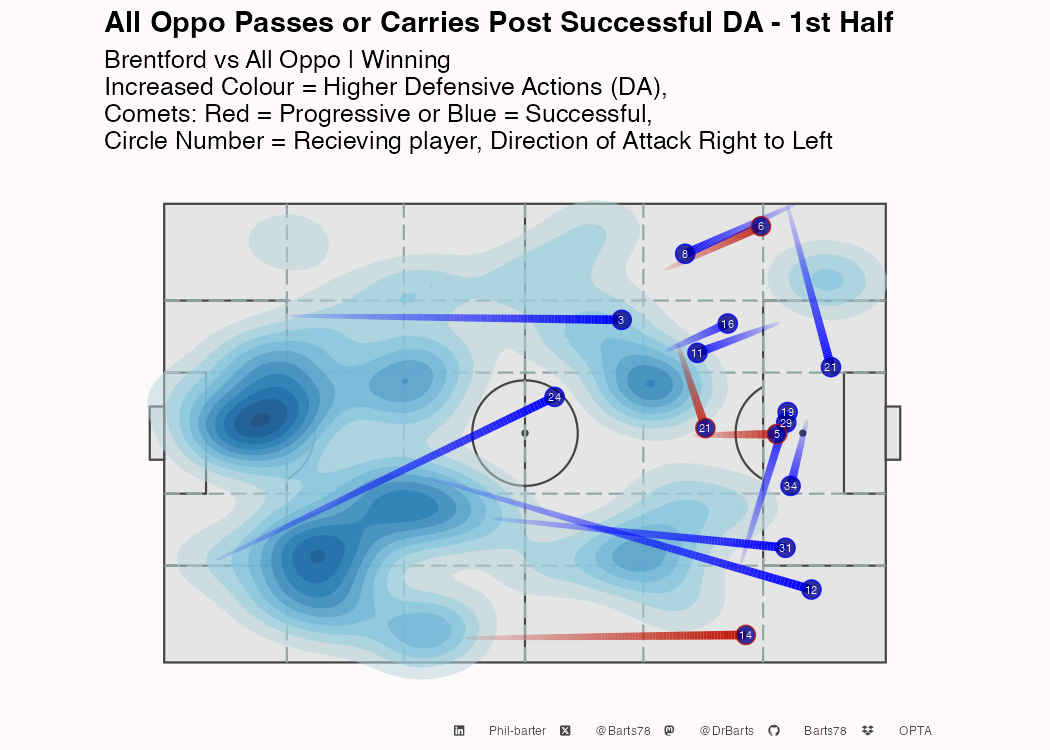 All Oppo Passes or Carries Post Successful DA - 1st Half
Brentford vs All Oppo | Winning
Increased Colour = Higher Defensive Actions (DA),
Comets: Red = Progressive or Blue = Successful,
Circle Number = Recieving player, Direction of Attack Right to Left
6
8
3
16
11
21
24
19
29
21
5
34
31
12
14
Phil-barter @Barts78 @DrBarts Barts78 OPTA